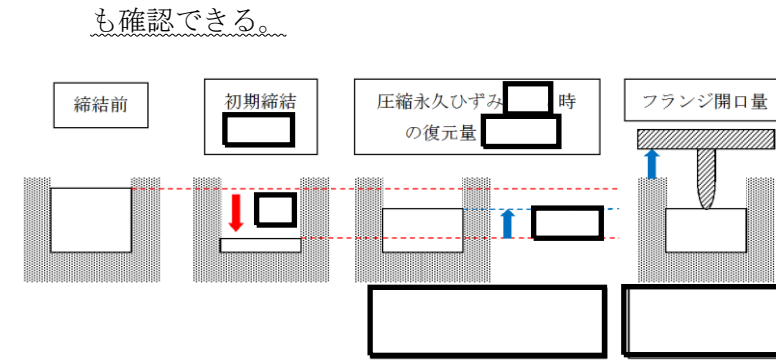 も確認できる。
締結前
初期締結
圧縮永久ひずみ 時
の復元量
フランジ開口量